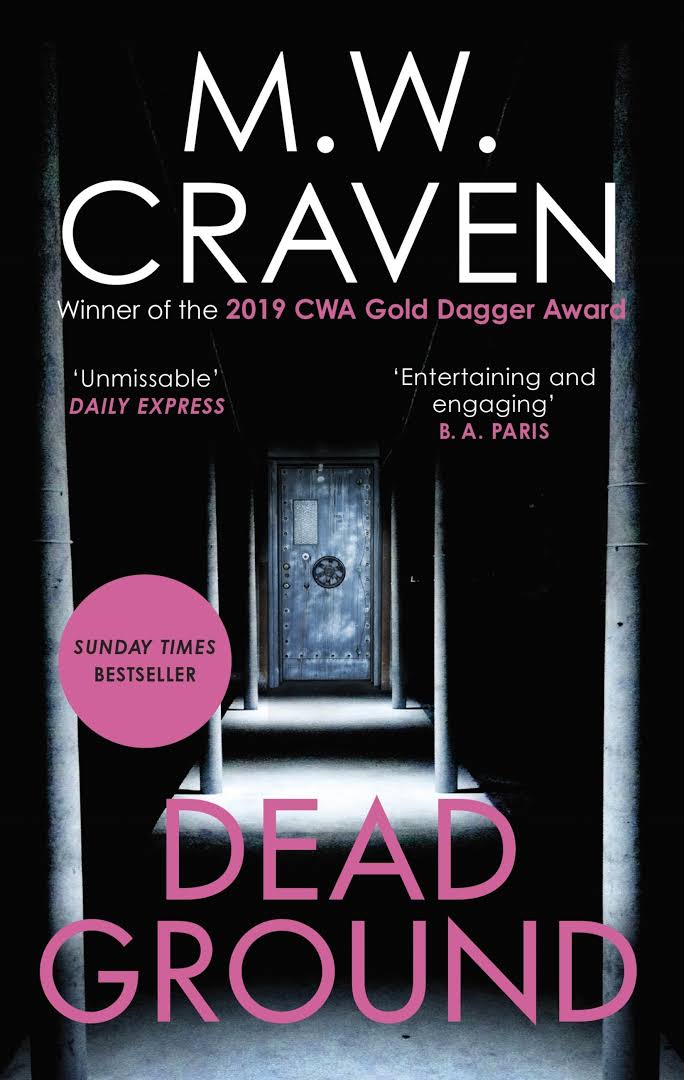 M.W.
CRAVEN
Winner of the 2019 CWA Gold Dagger Award
‘Unmissable’
DAILY EXPRESS
‘Entertaining and
engaging’
B. A. PARIS
SUNDAY TIMES
BESTSELLER
DEAD
GROUND